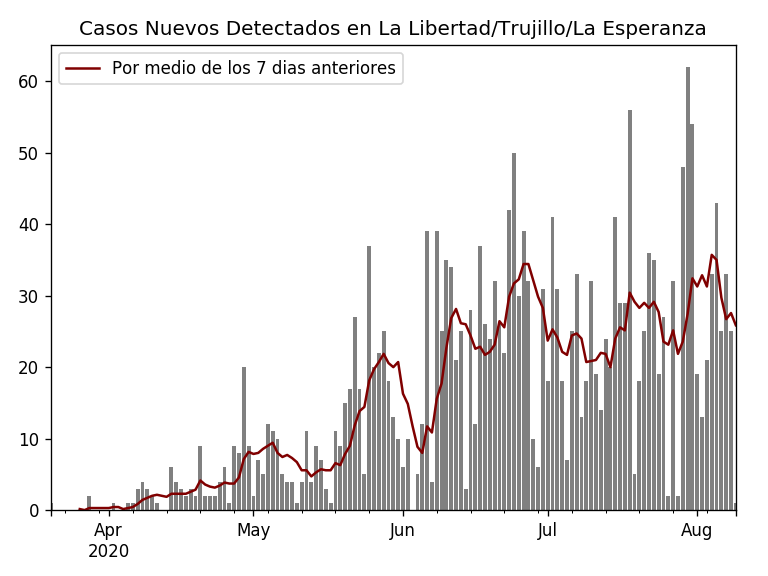 Casos Nuevos Detectados en La Libertad/Trujillo/La Esperanza
Por medio de los 7 dias anteriores
60
50
40
30
20
10
0
Apr May Jun Jul Aug
2020